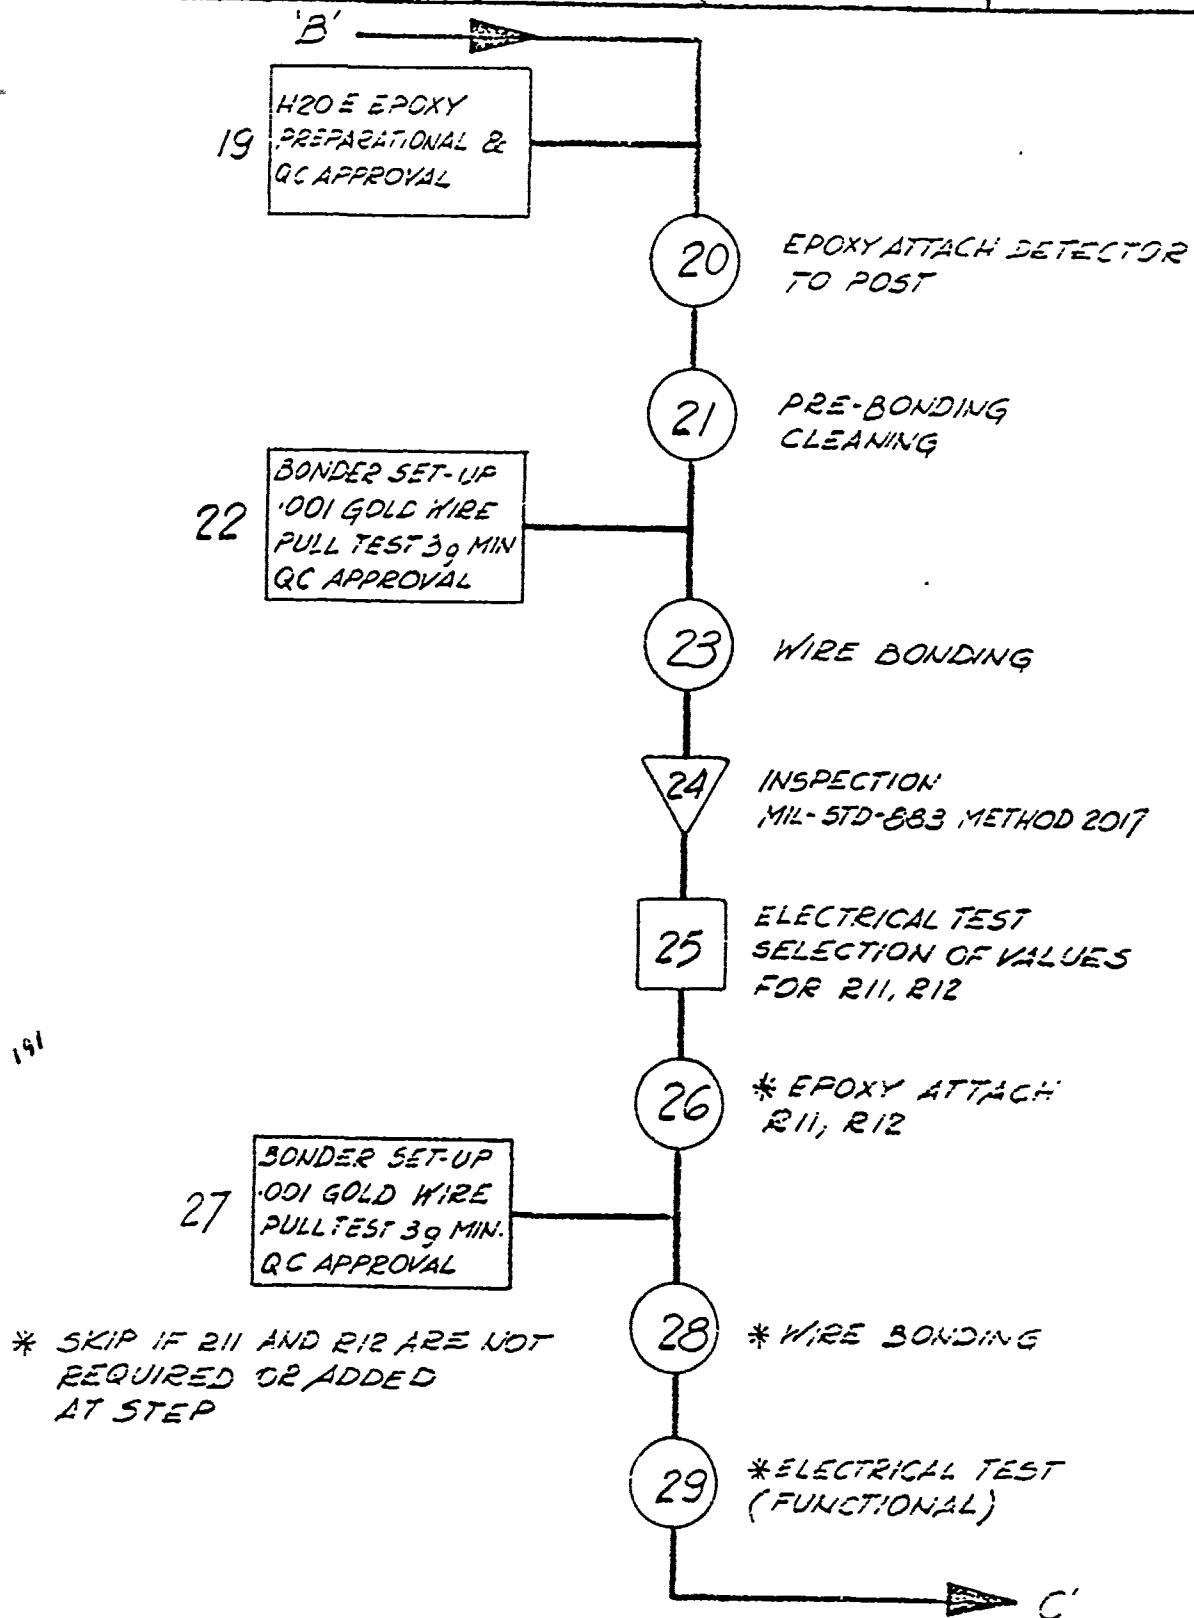 'B'
H20E EPOXY
19
PREPARATIONAL &
QC APPROVAL
20
EPOXY ATTACH DETECTOR
TO POST
21
PRE-BONDING
CLEANING
22
BONDER SET-UP
.001 GOLD WIRE
PULL TEST 3g MIN
QC APPROVAL
23
WIRE BONDING
24
INSPECTION
MIL-STD-883 METHOD 2017
25
ELECTRICAL TEST
SELECTION OF VALUES
FOR R11, R12
191
26
* EPOXY ATTACH
R11, R12
27
BONDER SET-UP
.001 GOLD WIRE
PULL TEST 3g MIN.
QC APPROVAL
28
* WIRE BONDING
* SKIP IF R11 AND R12 ARE NOT
REQUIRED OR ADDED
AT STEP
29
*ELECTRICAL TEST
(FUNCTIONAL)
C'